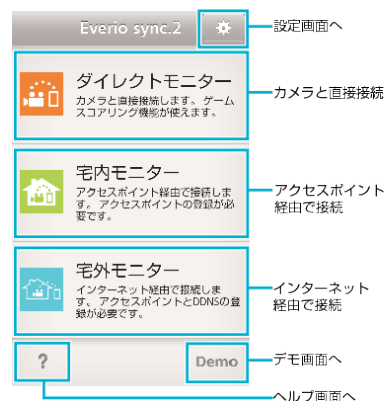 Everio sync.2
設定画面へ
ダイレクトモニター
カメラと直接接続します。ゲーム
スコアリング機能が使えます。
カメラと直接接続
宅内モニター
アクセスポイント経由で接続しま
す。アクセスポイントの登録が必
要です。
アクセスポイント
経由で接続
宅外モニター
インターネット経由で接続しま
す。アクセスポイントとDDNSの登
録が必要です。
インターネット
経由で接続
?
Demo
デモ画面へ
ヘルプ画面へ